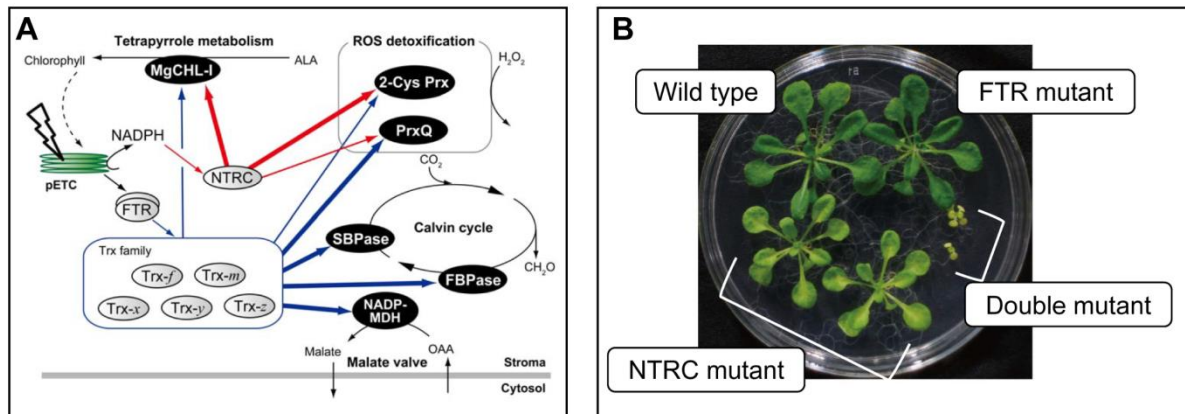 A
Tetrapyrrole metabolism
ROS detoxification
Chlorophyll
ALA
MgCHL-I
H₂O₂
2-Cys Prx
NADPH
PrxQ
pETC
NTRC
CO₂
FTR
Calvin cycle
SBPase
Trx family
CH₂O
Trx-f
Trx-m
FBPase
Trx-x
Trx-y
Trx-z
NADP-
MDH
Malate
OAA
Malate valve
Stroma
Cytosol
B
Wild type
FTR mutant
Double mutant
NTRC mutant